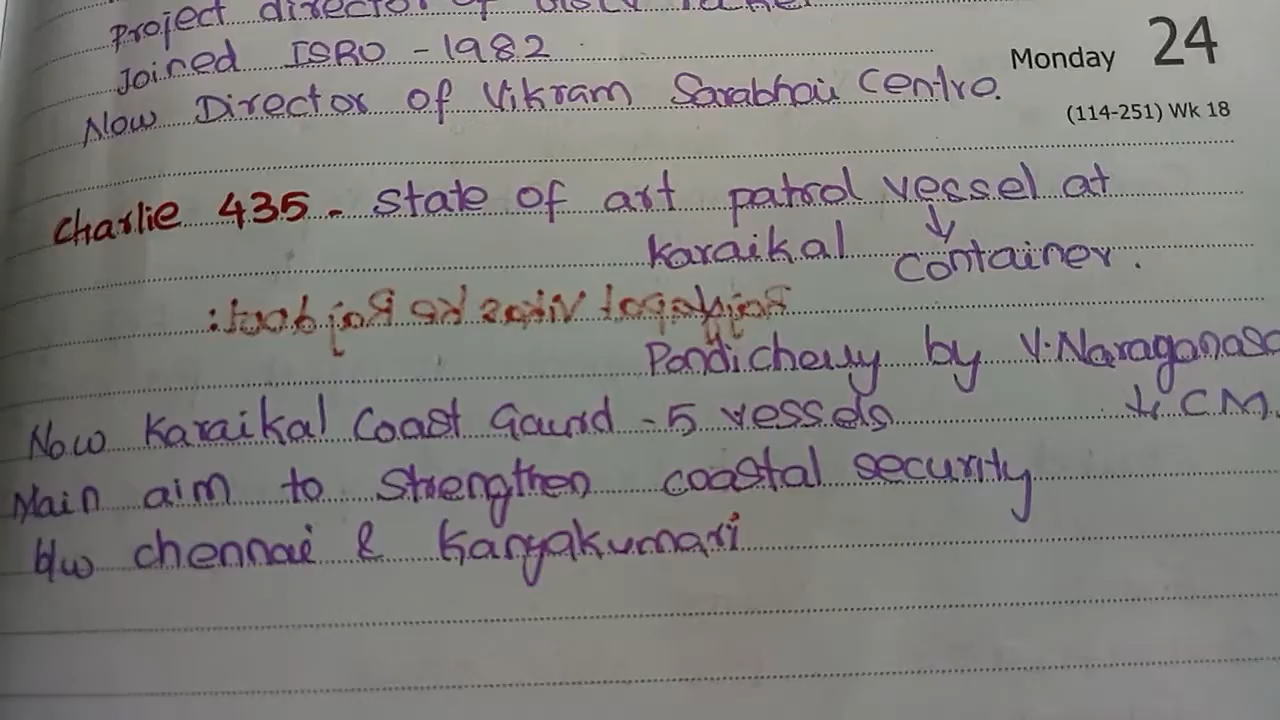 Project director of
Joined ISRO - 1982
Now Director of Vikram Sarabhai Centre.
Monday 24
(114-251) Wk 18
Charlie 435 - State of art patrol vessel at
Karaikal container.
Pondicherry by V.Narayanasa
↓ C.M.
Now Karaikal Coast Gaurd - 5 vessels
Main aim to strengthen coastal security
b/w chennai & Kanyakumari